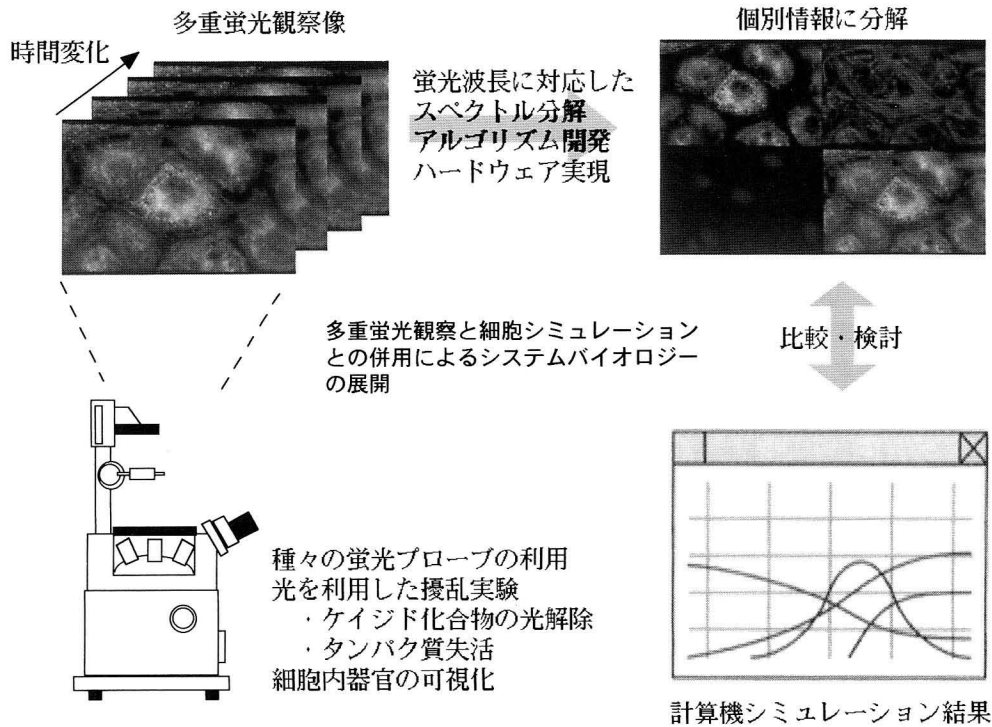 多重蛍光観察像
時間変化
蛍光波長に対応した
スペクトル分解
アルゴリズム開発
ハードウェア実現
個別情報に分解
多重蛍光観察と細胞シミュレーション
との併用によるシステムバイオロジー
の展開
比較・検討
種々の蛍光プローブの利用
光を利用した擾乱実験
・ケイジド化合物の光解除
・タンパク質失活
細胞内器官の可視化
計算機シミュレーション結果